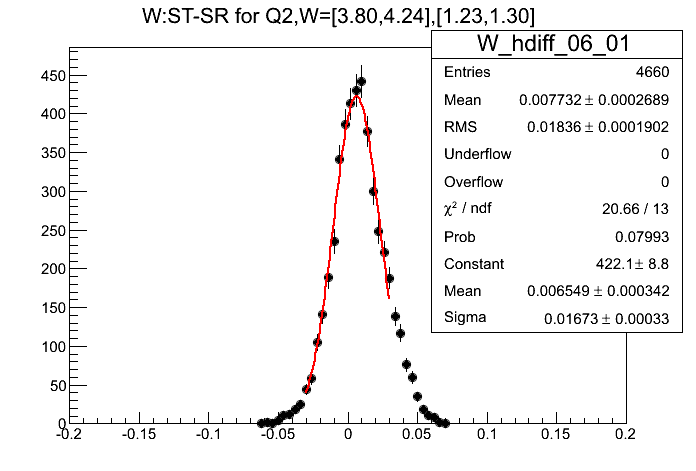 W:ST-SR for Q2,W=[3.80,4.24],[1.23,1.30]
W_hdiff_06_01
Entries 4660
Mean 0.007732 ± 0.0002689
RMS 0.01836 ± 0.0001902
Underflow 0
Overflow 0
χ² / ndf 20.66 / 13
Prob 0.07993
Constant 422.1 ± 8.8
Mean 0.006549 ± 0.000342
Sigma 0.01673 ± 0.00033
450
400
350
300
250
200
150
100
50
0
-0.2 -0.15 -0.1 -0.05 0 0.05 0.1 0.15 0.2